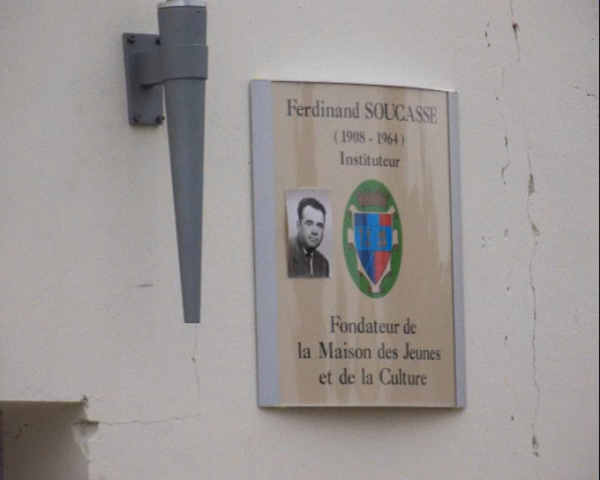 Ferdinand SOUCASSE
(1908 - 1964)
Instituteur
Fondateur de
la Maison des Jeunes
et de la Culture